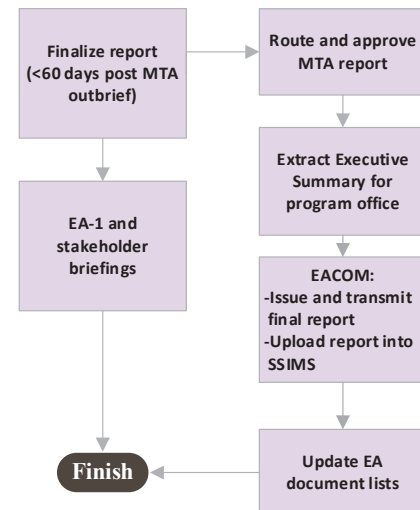 Finalize report
(<60 days post MTA
outbrief)
Route and approve
MTA report
Extract Executive
Summary for
program office
EA-1 and
stakeholder
briefings
EACOM:
-Issue and transmit
final report
-Upload report into
SSIMS
Update EA
document lists
Finish